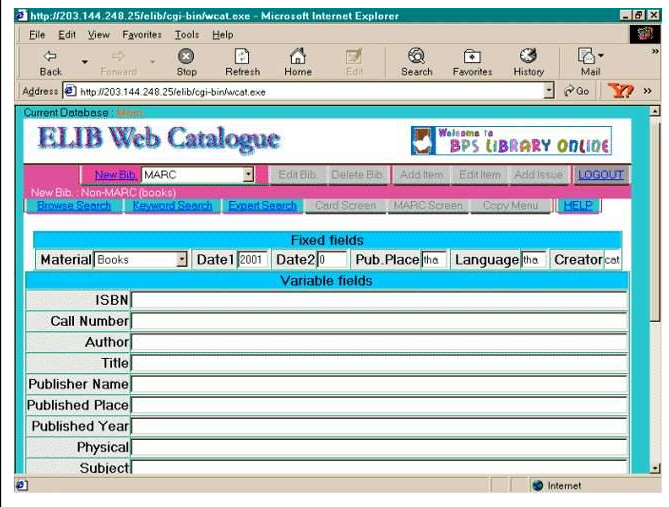 http://203.144.248.25/elib/cgi-bin/wcat.exe - Microsoft Internet Explorer
File Edit View Favorites Tools Help
Back Forward Stop Refresh Home Edit Search Favorites History Mail
Address http://203.144.248.25/elib/cgi-bin/wcat.exe Go
Current Database :
ELIB Web Catalogue
Welcome to
BPS LIBRARY ONLINE
New Bib. MARC Edit Bib. Delete Bib. Add Item Edit Item Add Issue LOGOUT
New Bib. : Non-MARC (books)
Browse Search Keyword Search Expert Search Card Screen MARC Screen Copy Menu HELP
Fixed fields
Material Books Date1 2001 Date2 0 Pub.Place tha Language tha Creator cat
Variable fields
ISBN
Call Number
Author
Title
Publisher Name
Published Place
Published Year
Physical
Subject
Internet